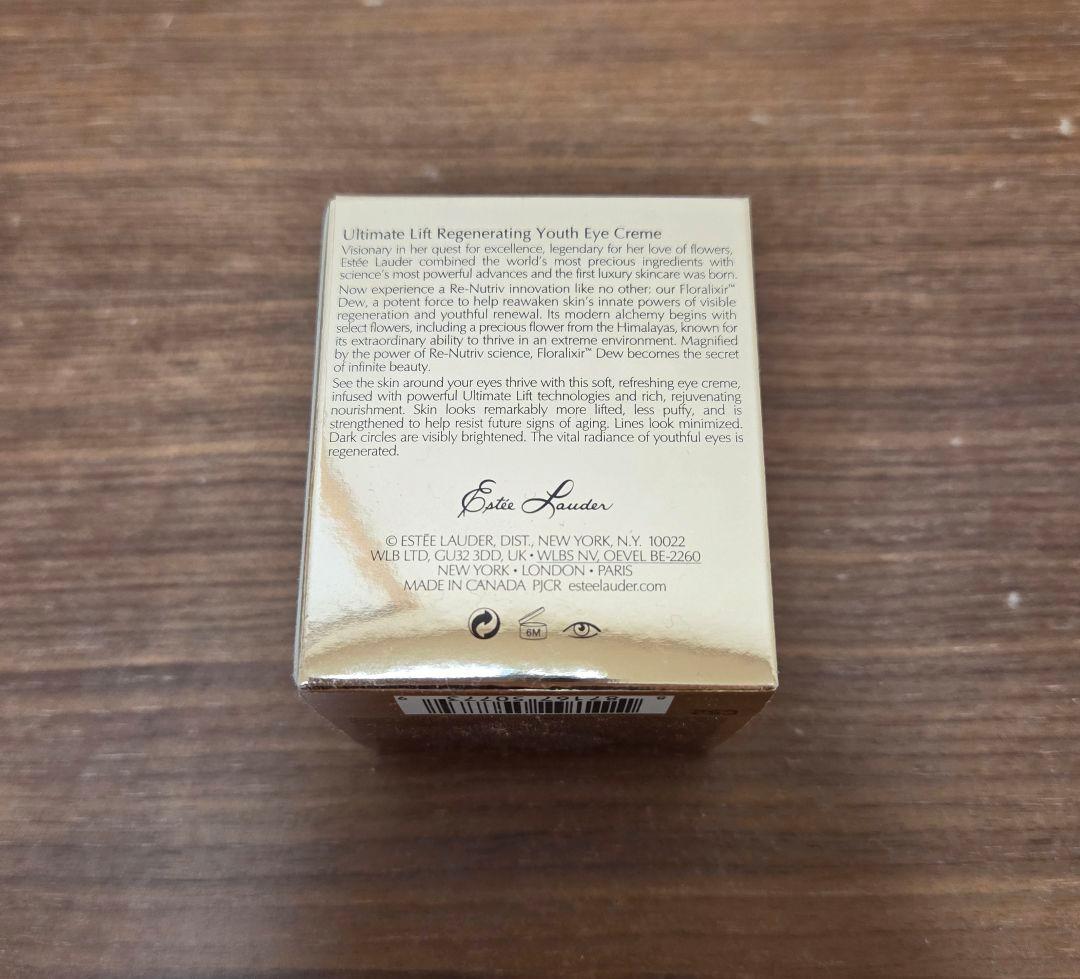 Ultimate Lift Regenerating Youth Eye Creme
Visionary in her quest for excellence, legendary for her love of flowers,
Estée Lauder combined the world's most precious ingredients with
science's most powerful advances and the first luxury skincare was born.
Now experience a Re-Nutriv innovation like no other: our Floralixir™
Dew, a potent force to help reawaken skin's innate powers of visible
regeneration and youthful renewal. Its modern alchemy begins with
select flowers, including a precious flower from the Himalayas, known for
its extraordinary ability to thrive in an extreme environment. Magnified
by the power of Re-Nutriv science, Floralixir™ Dew becomes the secret
of infinite beauty.
See the skin around your eyes thrive with this soft, refreshing eye creme,
infused with powerful Ultimate Lift technologies and rich, rejuvenating
nourishment. Skin looks remarkably more lifted, less puffy, and is
strengthened to help resist future signs of aging. Lines look minimized.
Dark circles are visibly brightened. The vital radiance of youthful eyes is
regenerated.
Estée Lauder
© ESTĒE LAUDER, DIST., NEW YORK, N.Y. 10022
WLB LTD, GU32 3DD, UK • WLBS NV, OEVEL BE-2260
NEW YORK • LONDON • PARIS
MADE IN CANADA PJCR esteelauder.com
6M